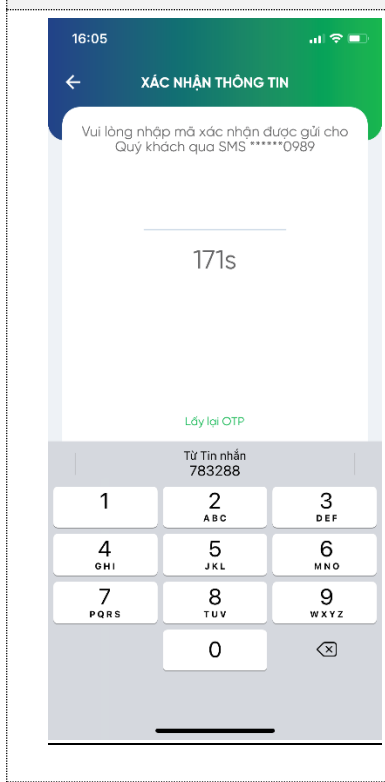 16:05
XÁC NHẬN THÔNG TIN
Vui lòng nhập mã xác nhận được gửi cho
Quý khách qua SMS ******0989
171s
Lấy lại OTP
Từ Tin nhắn
783288
1
2
3
ABC
DEF
4
5
6
GHI
JKL
MNO
7
8
9
PQRS
TUV
WXYZ
0